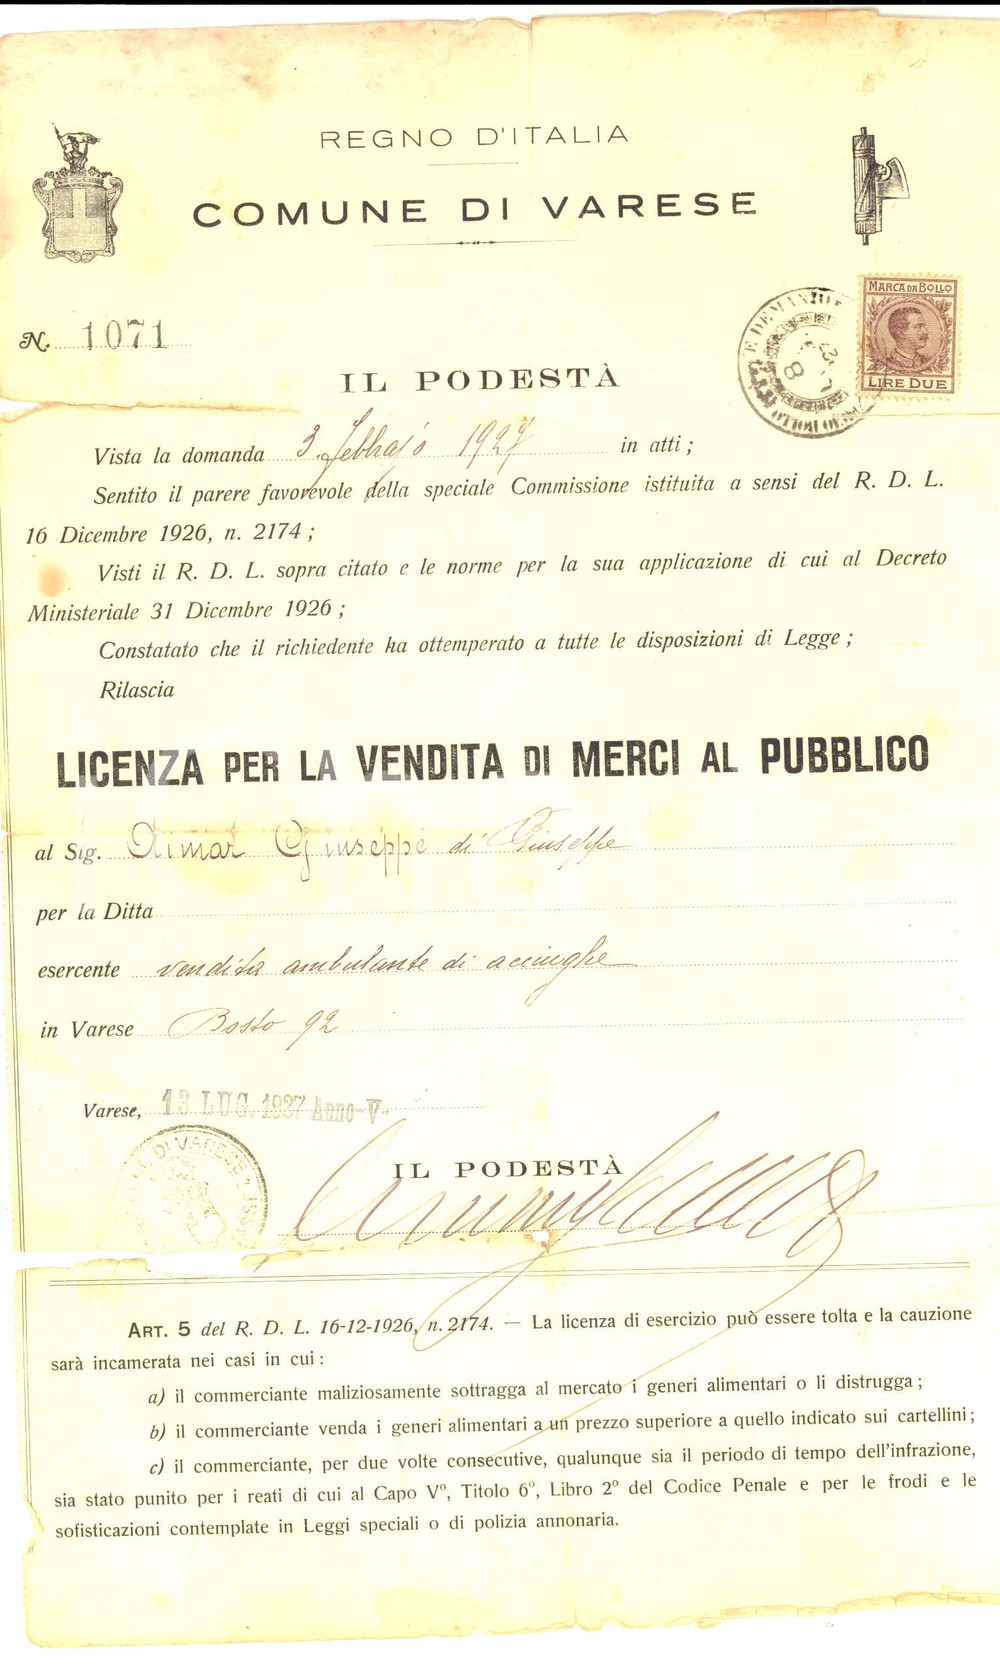 REGNO D'ITALIA
COMUNE DI VARESE
MARCA DA BOLLO
LIRE DUE
N. 1071
IL PODESTÀ
Vista la domanda 3 Febbraio 1927 in atti ;
Sentito il parere favorevole della speciale Commissione istituita a sensi del R. D. L.
16 Dicembre 1926, n. 2174 ;
Visti il R. D. L. sopra citato e le norme per la sua applicazione di cui al Decreto
Ministeriale 31 Dicembre 1926 ;
Constatato che il richiedente ha ottemperato a tutte le disposizioni di Legge ;
Rilascia
LICENZA PER LA VENDITA DI MERCI AL PUBBLICO
al Sig. Giuseppe di Giuseppe
per la Ditta
esercente vendita ambulante di acciughe
in Varese Bosto 92
Varese, 13 LUG. 1927 Anno V
DI VARESE
IL PODESTÀ
ART. 5 del R. D. L. 16-12-1926, n. 2174. — La licenza di esercizio può essere tolta e la cauzione
sarà incamerata nei casi in cui :
a) il commerciante maliziosamente sottragga al mercato i generi alimentari o li distrugga ;
b) il commerciante venda i generi alimentari a un prezzo superiore a quello indicato sui cartellini ;
c) il commerciante, per due volte consecutive, qualunque sia il periodo di tempo dell'infrazione,
sia stato punito per i reati di cui al Capo Vº, Titolo 6º, Libro 2º del Codice Penale e per le frodi e le
sofisticazioni contemplate in Leggi speciali o di polizia annonaria.